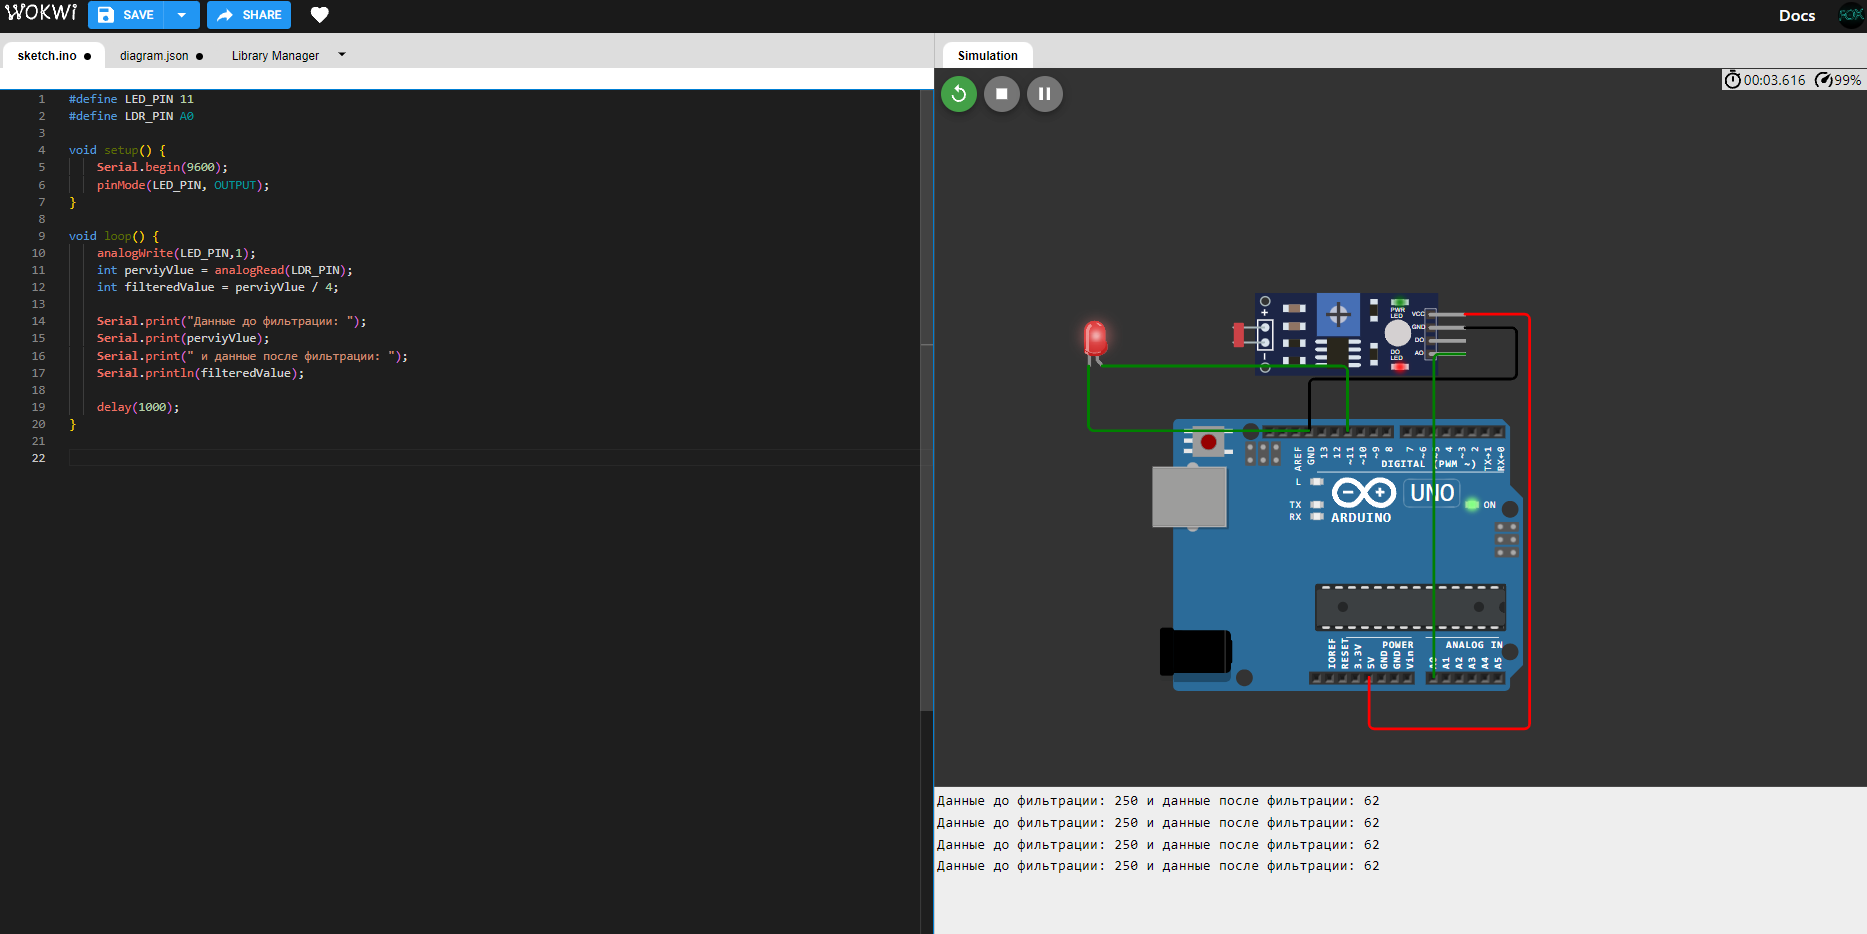 WOKWI
SAVE
SHARE
Docs
sketch.ino ●
diagram.json ●
Library Manager
Simulation
00:03.616 99%
1 #define LED_PIN 11
2 #define LDR_PIN A0
3
4 void setup() {
5 Serial.begin(9600);
6 pinMode(LED_PIN, OUTPUT);
7 }
8
9 void loop() {
10 analogWrite(LED_PIN,1);
11 int perviyVlue = analogRead(LDR_PIN);
12 int filteredValue = perviyVlue / 4;
13
14 Serial.print("Данные до фильтрации: ");
15 Serial.print(perviyVlue);
16 Serial.print(" и данные после фильтрации: ");
17 Serial.println(filteredValue);
18
19 delay(1000);
20 }
21
22
PWR
LED
VCC
GND
DO
AO
DO
LED
AREF
GND
13
12
~11
~10
~9
8
7
~6
~5
4
~3
2
TX→1
RX←0
DIGITAL (PWM ~)
L
TX
RX
ARDUINO
UNO
ON
POWER
ANALOG IN
IOREF
RESET
3.3V
5V
GND
GND
Vin
A0
A1
A2
A3
A4
A5
Данные до фильтрации: 250 и данные после фильтрации: 62
Данные до фильтрации: 250 и данные после фильтрации: 62
Данные до фильтрации: 250 и данные после фильтрации: 62
Данные до фильтрации: 250 и данные после фильтрации: 62